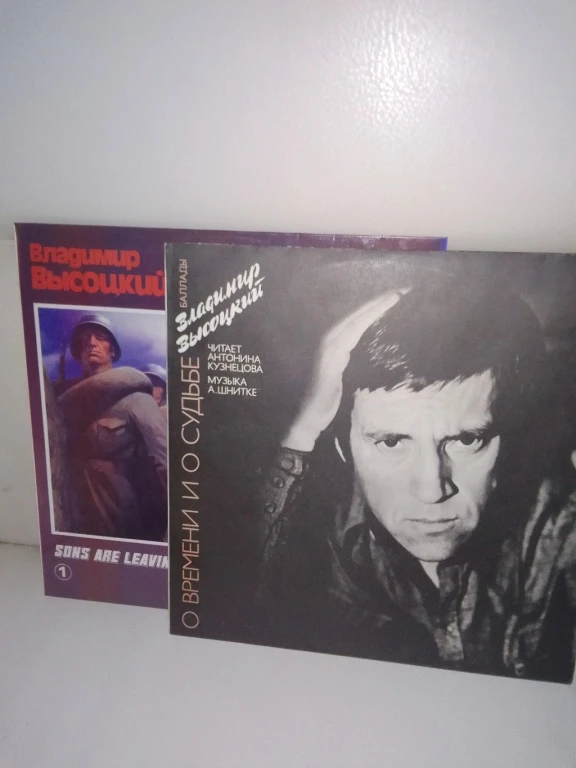 Владимир
Высоцкий
SONS ARE LEAVIN
1
О ВРЕМЕНИ И О СУДЬБЕ
БАЛЛАДЫ
Владимир
Высоцкий
ЧИТАЕТ
АНТОНИНА
КУЗНЕЦОВА
МУЗЫКА
А.ШНИТКЕ